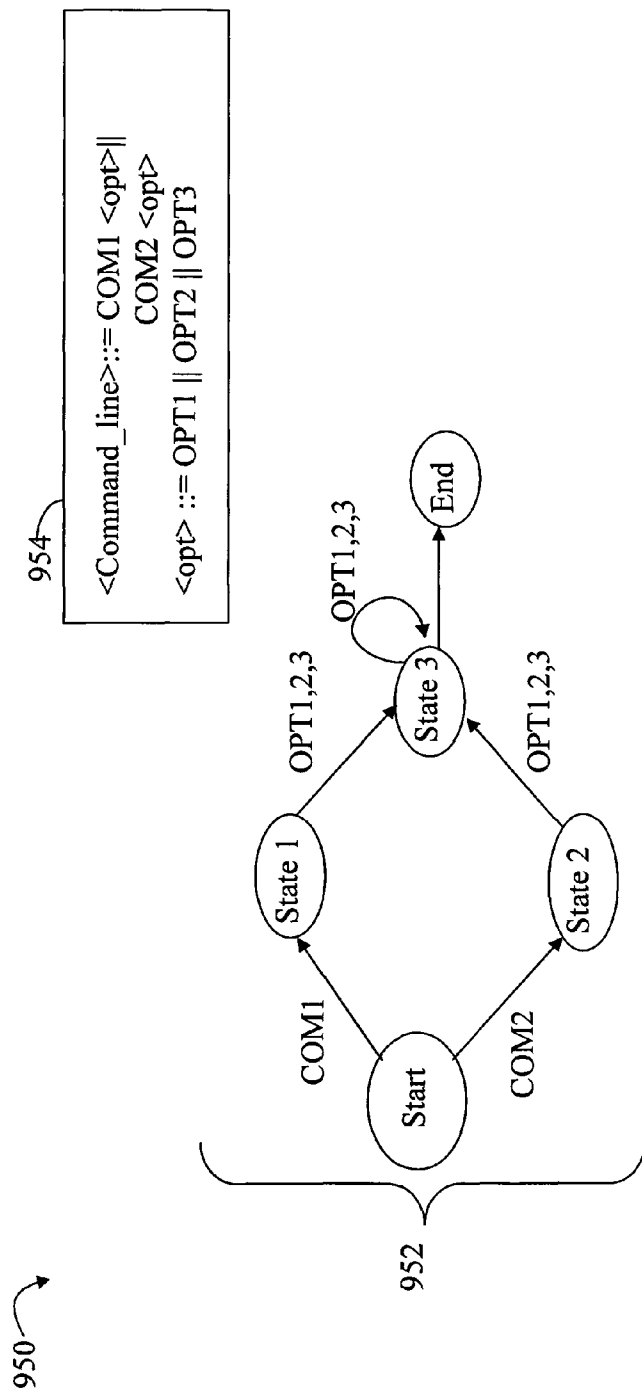 950
954
<Command_line>::= COM1 <opt>||
COM2 <opt>
<opt> ::= OPT1 || OPT2 || OPT3
952
Start
COM1
COM2
State 1
State 2
OPT1,2,3
OPT1,2,3
State 3
OPT1,2,3
End